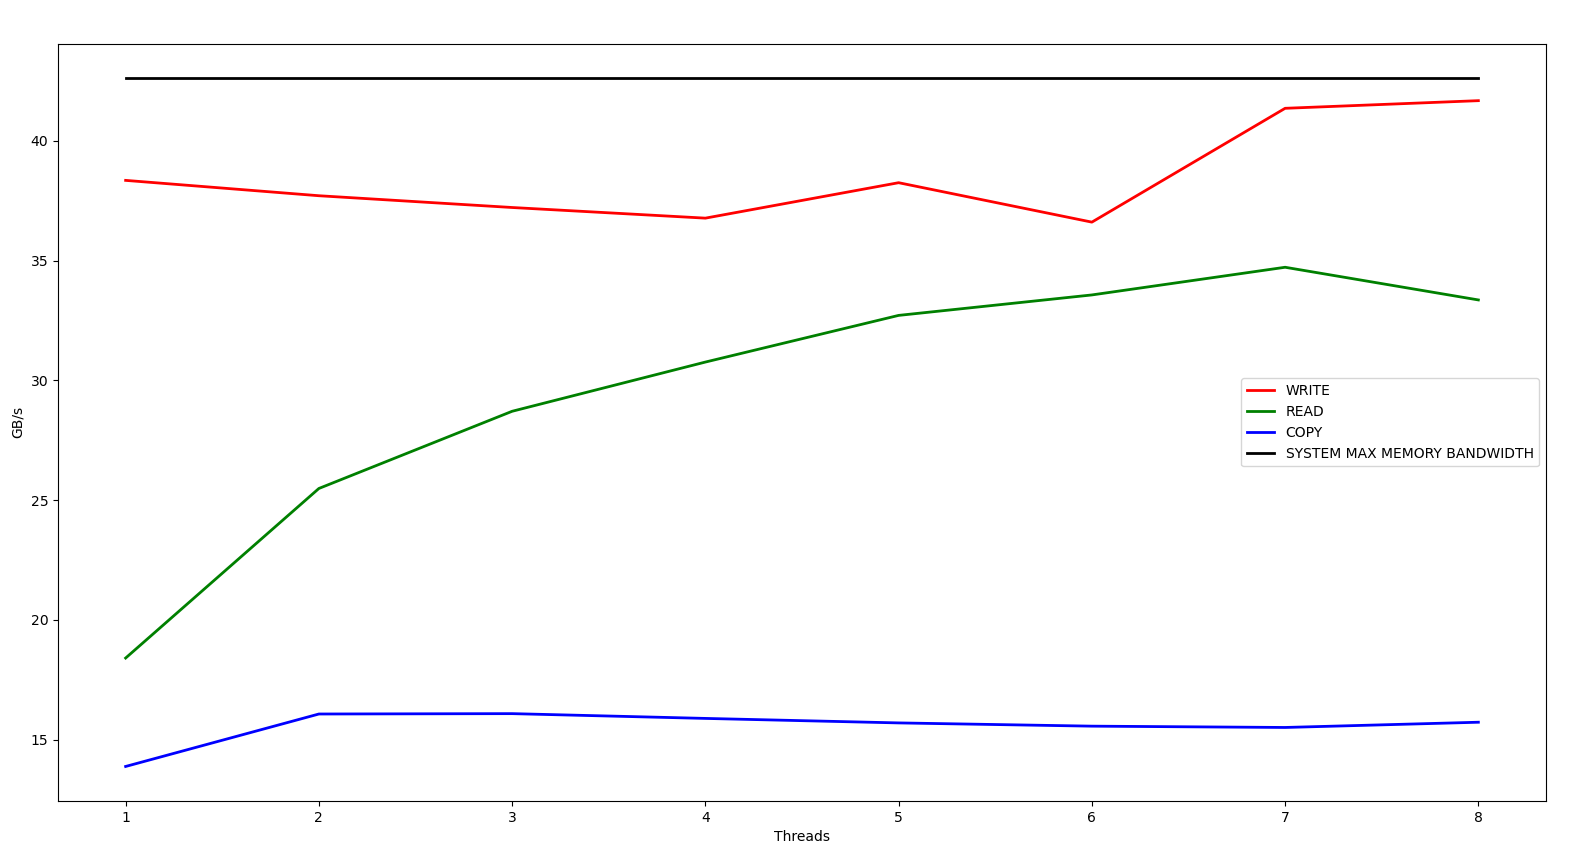 40
35
30
25
20
15
GB/s
1 2 3 4 5 6 7 8
Threads
WRITE
READ
COPY
SYSTEM MAX MEMORY BANDWIDTH